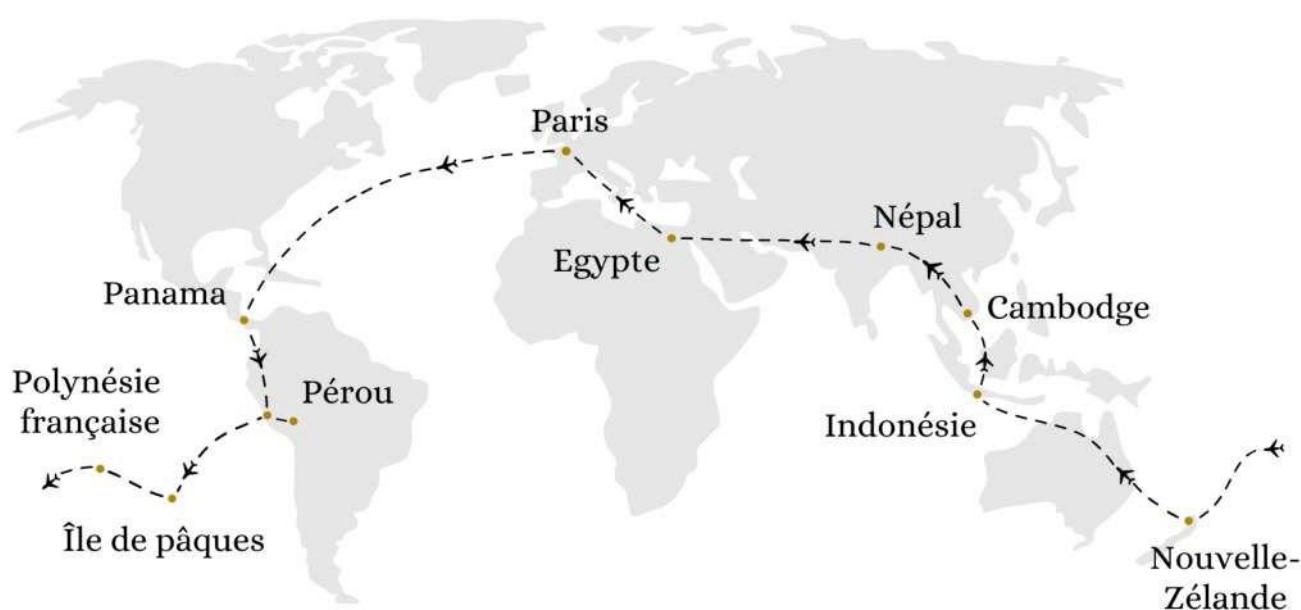 Paris
Népal
Egypte
Panama
Cambodge
Polynésie
française
Pérou
Indonésie
Île de pâques
Nouvelle-
Zélande